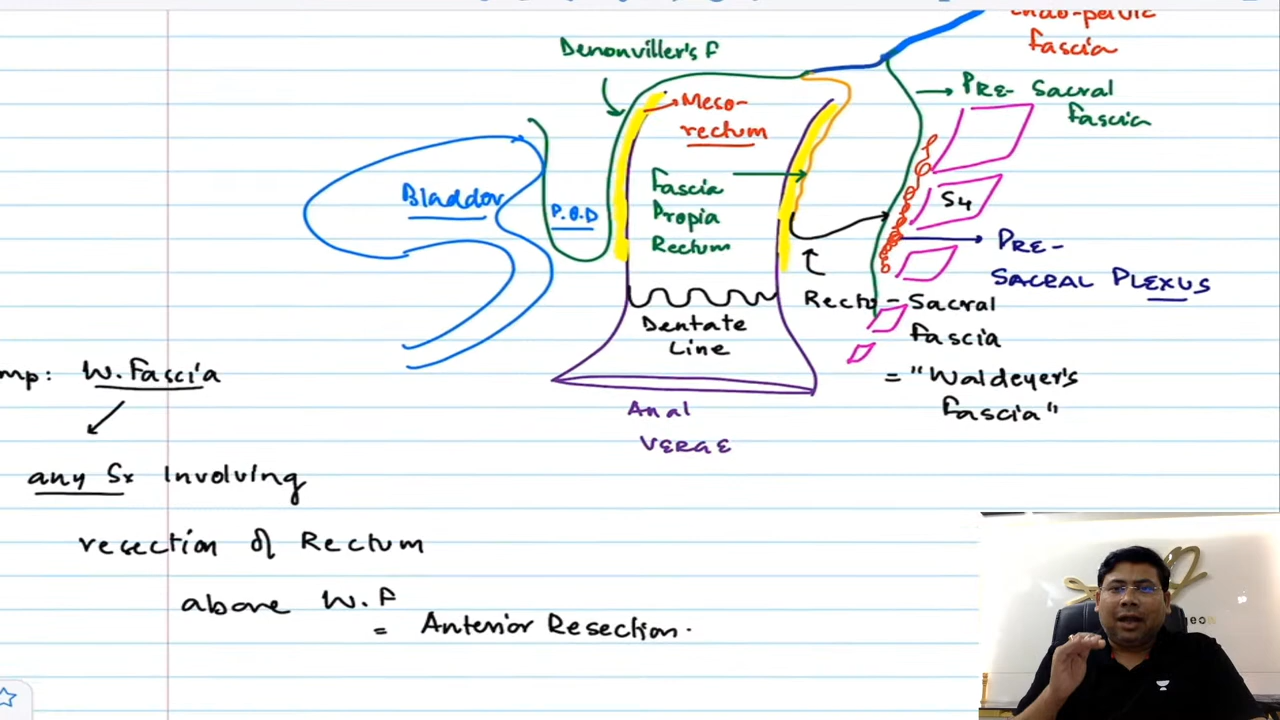 Endo-pelvic
fascia
Denonviller's F
PRE- Sacral
fascia
Meso-
rectum
Bladder
P.O.D
Fascia
Propia
Rectum
S4
PRE-
SACRAL PLEXUS
Recto-Sacral
fascia
= "Waldeyer's
fascia"
Dentate
Line
Anal
VERGE
mp: W.Fascia
any Sx involving
resection of Rectum
above W.F
= Anterior Resection.